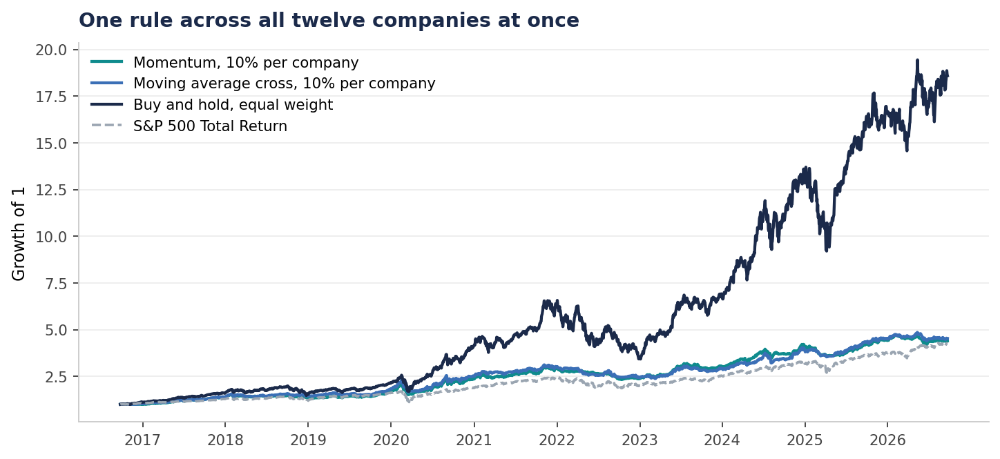 One rule across all twelve companies at once
Growth of 1
20.0
17.5
15.0
12.5
10.0
7.5
5.0
2.5
Momentum, 10% per company
Moving average cross, 10% per company
Buy and hold, equal weight
S&P 500 Total Return
2017 2018 2019 2020 2021 2022 2023 2024 2025 2026